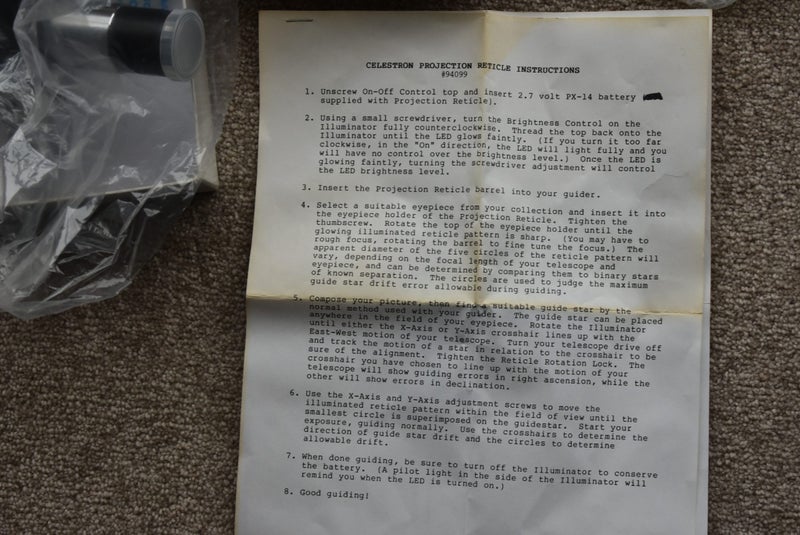 CELESTRON PROJECTION RETICLE INSTRUCTIONS
#94099
1. Unscrew On-Off Control top and insert 2.7 volt PX-14 battery
supplied with Projection Reticle).
2. Using a small screwdriver, turn the Brightness Control on the
Illuminator fully counterclockwise. Thread the top back onto the
Illuminator until the LED glows faintly. (If you turn it too far
clockwise, in the "On" direction, the LED will light fully and you
will have no control over the brightness level.) Once the LED is
glowing faintly, turning the screwdriver adjustment will control
the LED brightness level.
3. Insert the Projection Reticle barrel into your guider.
4. Select a suitable eyepiece from your collection and insert it into
the eyepiece holder of the Projection Reticle. Tighten the
thumbscrew. Rotate the top of the eyepiece holder until the
glowing illuminated reticle pattern is sharp. (You may have to
rough focus, rotating the barrel to fine tune the focus.) The
apparent diameter of the five circles of the reticle pattern will
vary, depending on the focal length of your telescope and
eyepiece, and can be determined by comparing them to binary stars
of known separation. The circles are used to judge the maximum
guide star drift error allowable during guiding.
5. Compose your picture, then find a suitable guide star by the
normal method used with your guider. The guide star can be placed
anywhere in the field of your eyepiece. Rotate the Illuminator
until either the X-Axis or Y-Axis crosshair lines up with the
East-West motion of your telescope. Turn your telescope drive off
and track the motion of a star in relation to the crosshair to be
sure of the alignment. Tighten the Reticle Rotation Lock. The
crosshair you have chosen to line up with the motion of your
telescope will show guiding errors in right ascension, while the
other will show errors in declination.
6. Use the X-Axis and Y-Axis adjustment screws to move the
illuminated reticle pattern within the field of view until the
smallest circle is superimposed on the guidestar. Start your
exposure, guiding normally. Use the crosshairs to determine the
direction of guide star drift and the circles to determine
allowable drift.
7. When done guiding, be sure to turn off the Illuminator to conserve
the battery. (A pilot light in the side of the Illuminator will
remind you when the LED is turned on.)
8. Good guiding!